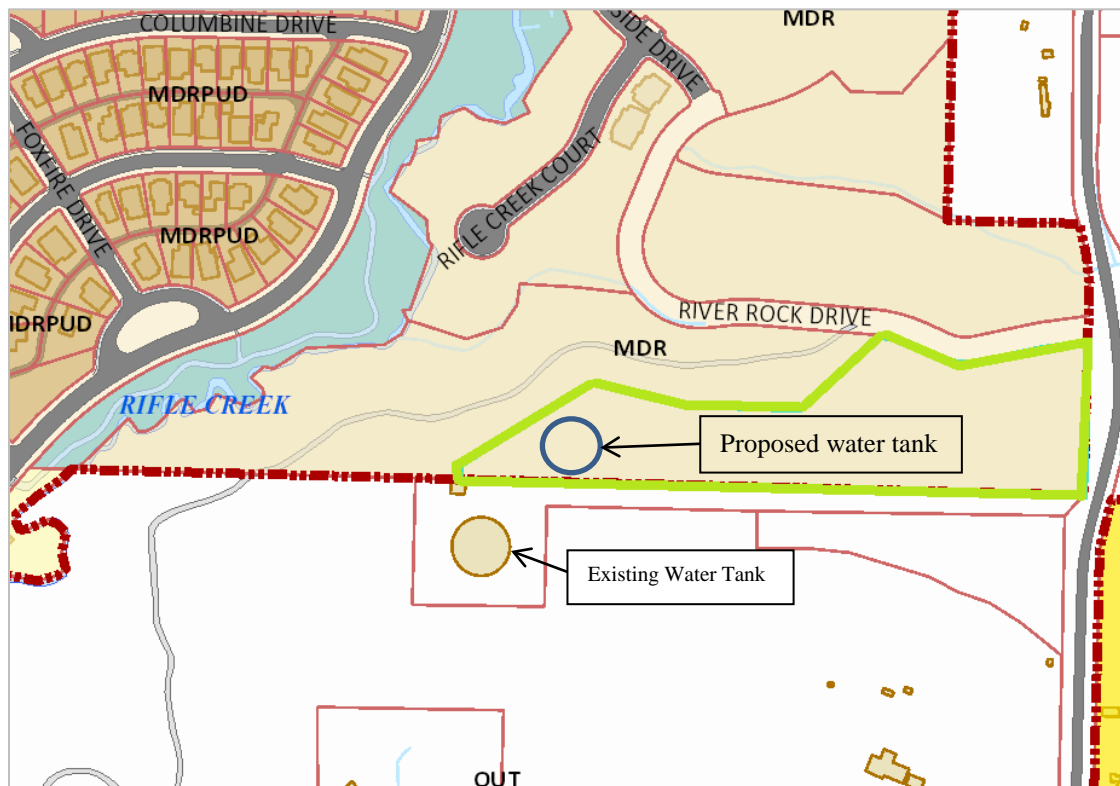 COLUMBINE DRIVE
MDR
SIDE DRIVE
MDRPUD
FOXFIRE DRIVE
RIFLE CREEK COURT
MDRPUD
RIVER ROCK DRIVE
IDRPUD
MDR
RIFLE CREEK
Proposed water tank
Existing Water Tank
OUT